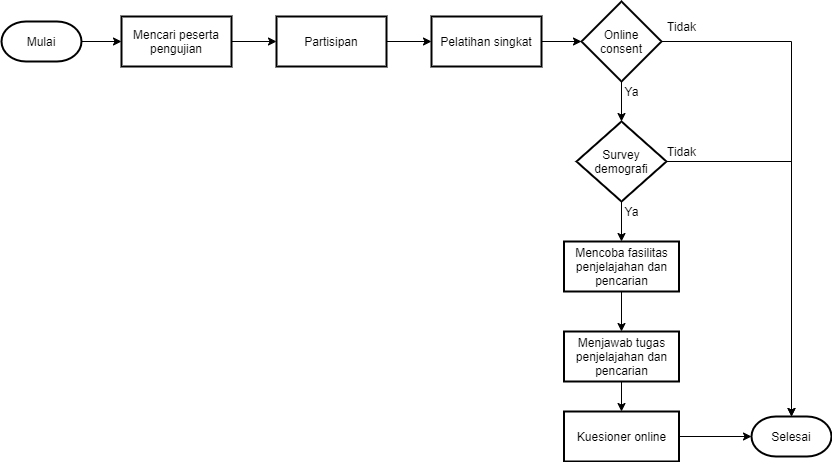 Mulai
Mencari peserta
pengujian
Partisipan
Pelatihan singkat
Online
consent
Tidak
Ya
Survey
demografi
Tidak
Ya
Mencoba fasilitas
penjelajahan dan
pencarian
Menjawab tugas
penjelajahan dan
pencarian
Kuesioner online
Selesai